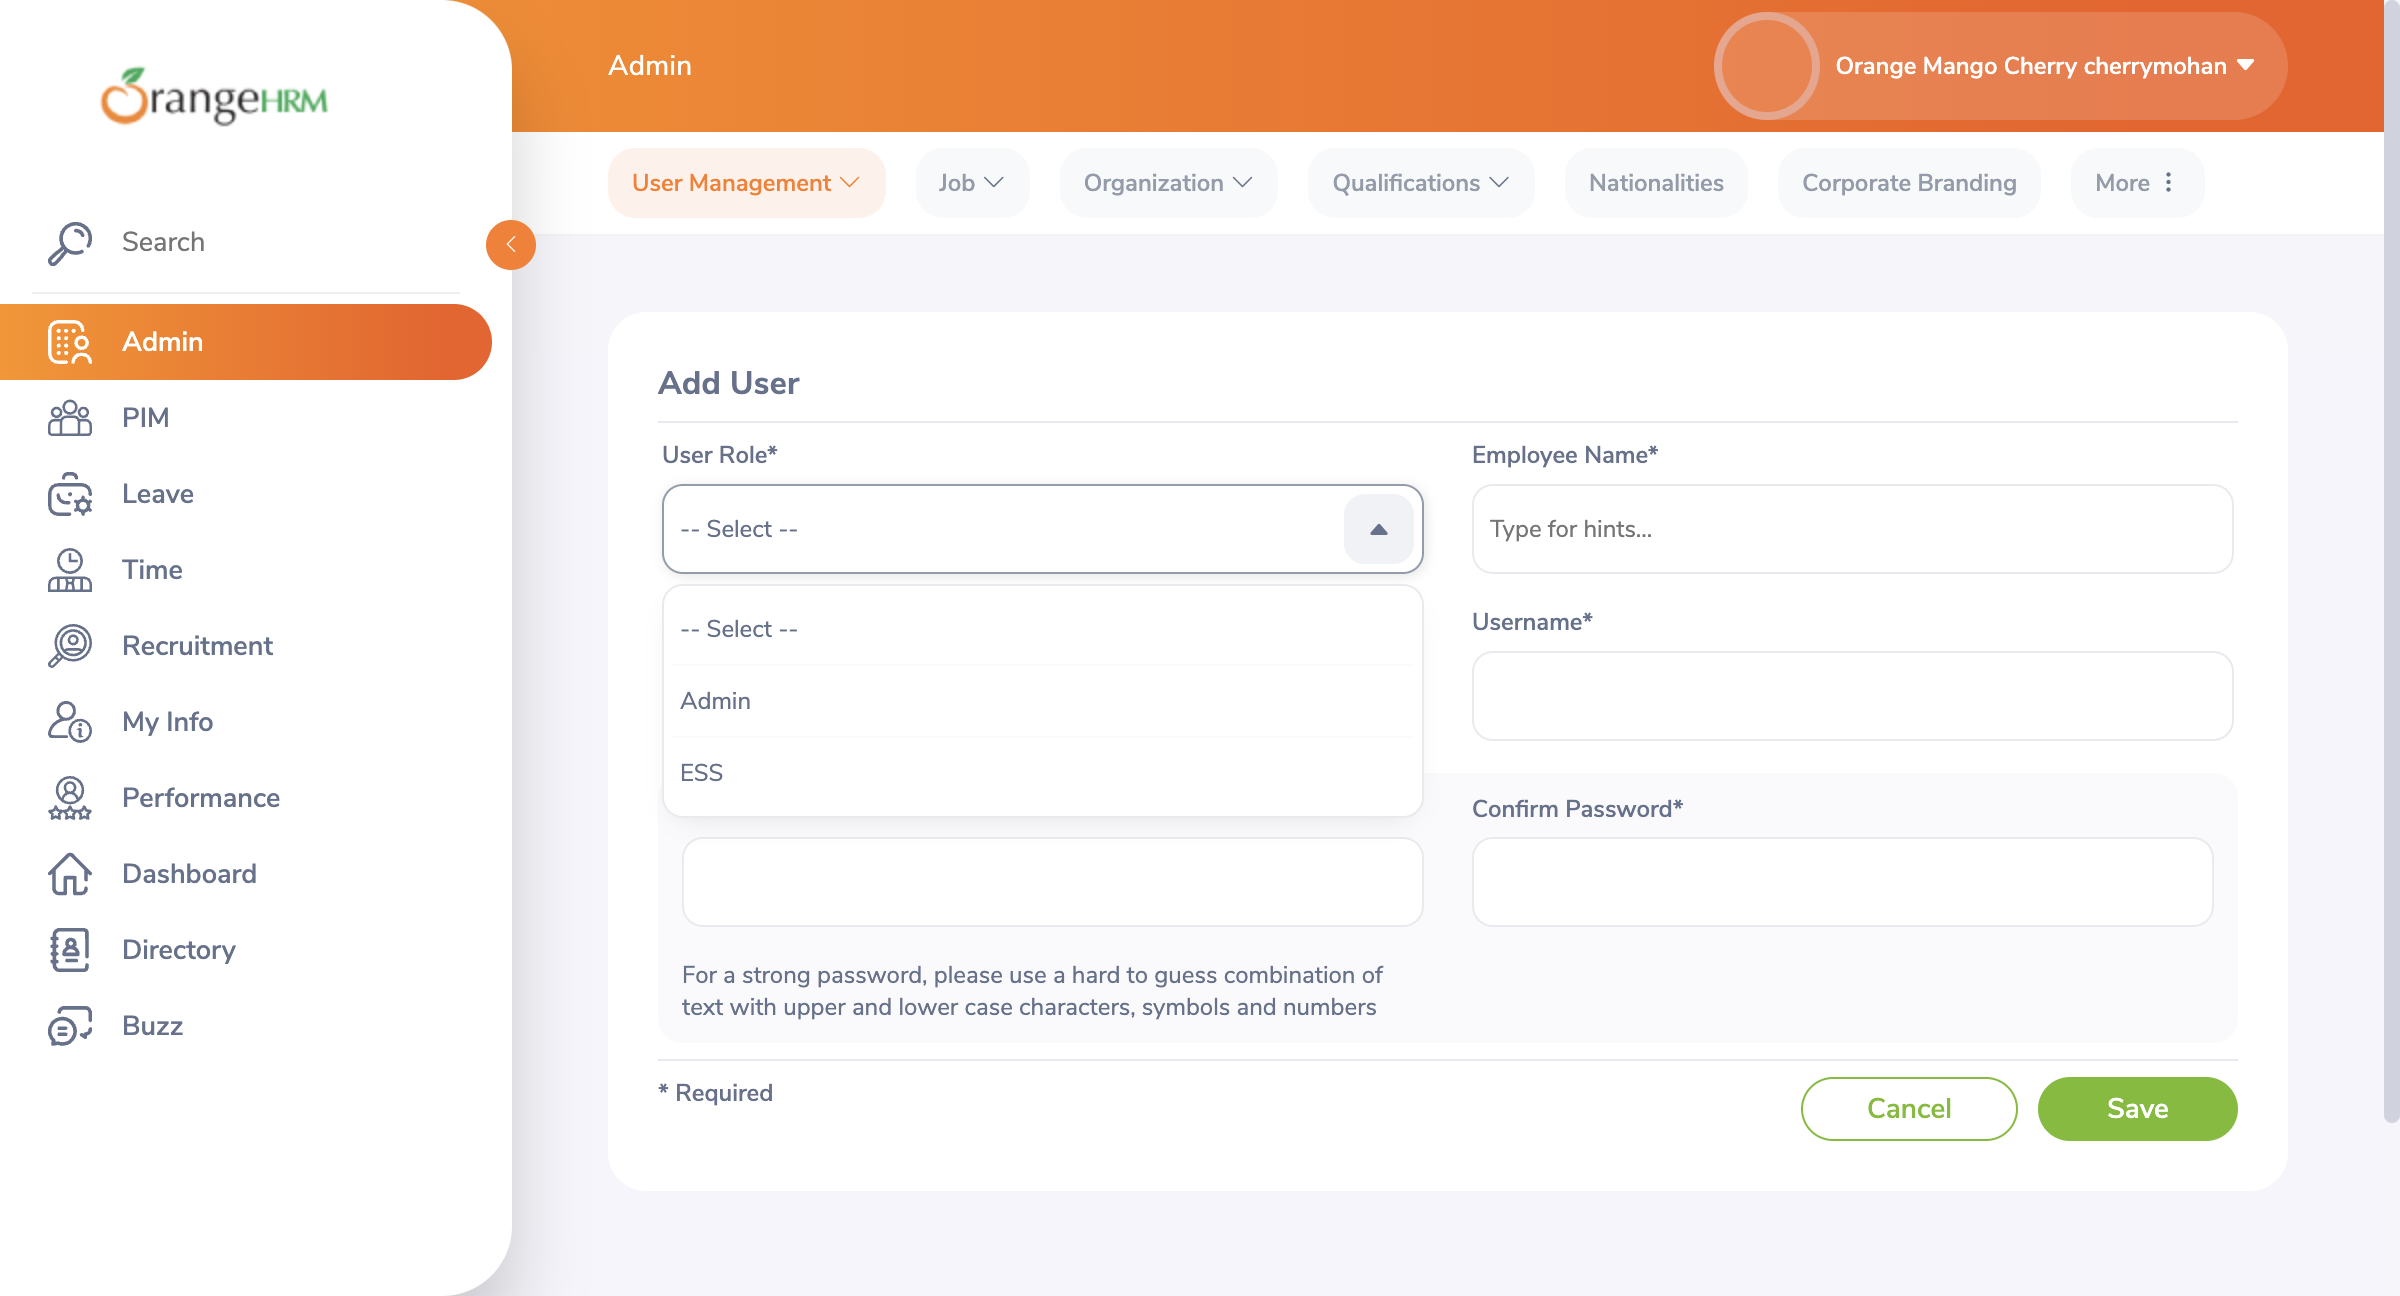 OrangeHRM
Search
Admin
PIM
Leave
Time
Recruitment
My Info
Performance
Dashboard
Directory
Buzz
Admin
Orange Mango Cherry cherrymohan
User Management
Job
Organization
Qualifications
Nationalities
Corporate Branding
More
Add User
User Role*
-- Select --
-- Select --
Admin
ESS
Employee Name*
Type for hints...
Username*
Confirm Password*
For a strong password, please use a hard to guess combination of
text with upper and lower case characters, symbols and numbers
* Required
Cancel
Save